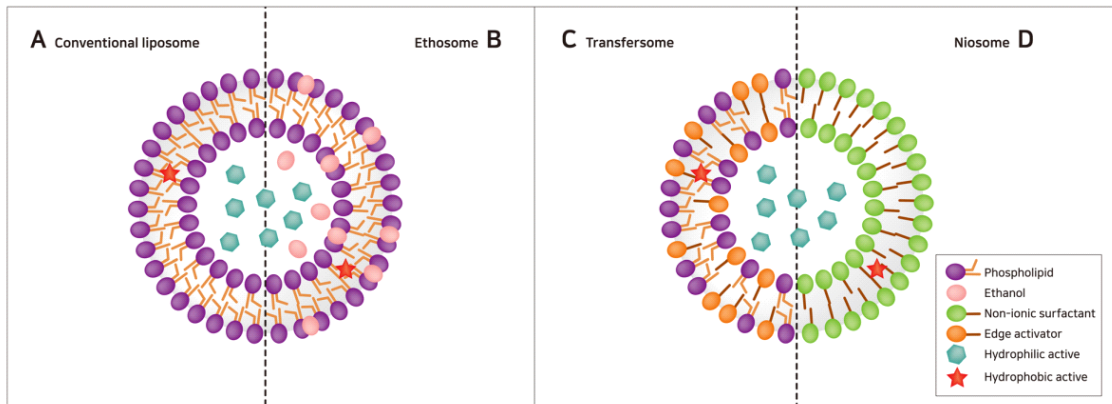 A Conventional liposome
Ethosome B
C Transfersome
Niosome D
Phospholipid
Ethanol
Non-ionic surfactant
Edge activator
Hydrophilic active
Hydrophobic active